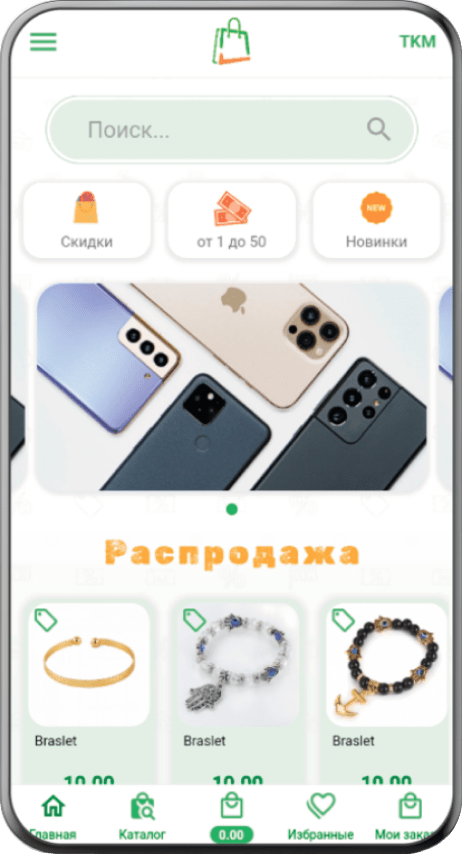 TKM
Поиск...
Скидки
от 1 до 50
NEW
Новинки
Распродажа
Braslet
Braslet
Braslet
10.00
10.00
10.00
Главная
Каталог
0.00
Избранные
Мои зака